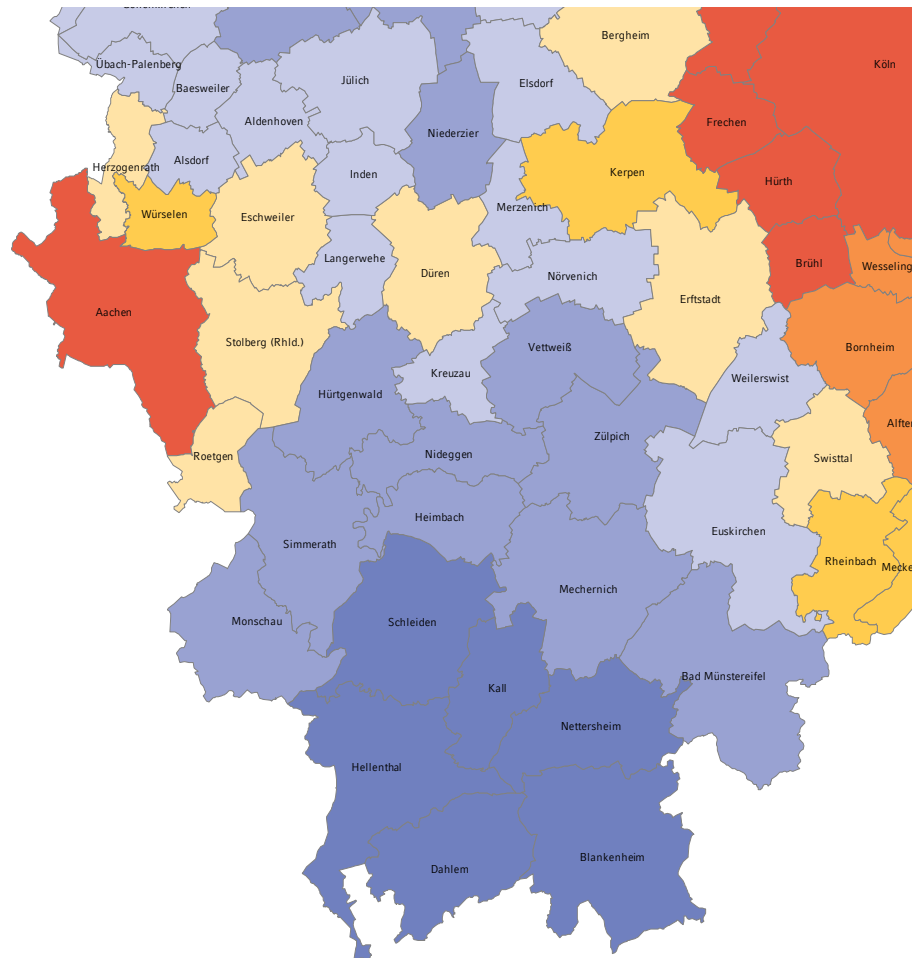 Bergheim
Übach-Palenberg
Köln
Jülich
Elsdorf
Baesweiler
Aldenhoven
Frechen
Niederzier
Alsdorf
Herzogenrath
Inden
Kerpen
Hürth
Merzenich
Würselen
Eschweiler
Langerwehe
Brühl
Wesseling
Düren
Nörvenich
Erftstadt
Aachen
Stolberg (Rhld.)
Vettweiß
Bornheim
Kreuzau
Weilerswist
Hürtgenwald
Alfter
Zülpich
Roetgen
Nideggen
Swisttal
Heimbach
Euskirchen
Simmerath
Rheinbach
Mecke
Mechernich
Monschau
Schleiden
Bad Münstereifel
Kall
Nettersheim
Hellenthal
Blankenheim
Dahlem